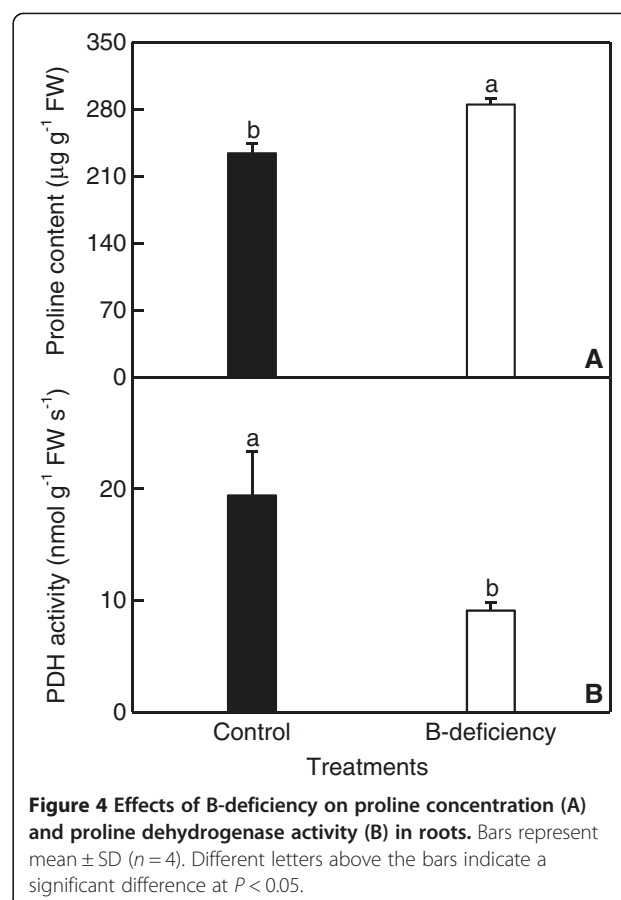 350
280
210
140
70
0
Proline content (µg g⁻¹ FW)
b
a
A
20
10
0
PDH activity (nmol g⁻¹ FW s⁻¹)
a
b
B
Control B-deficiency
Treatments
Figure 4 Effects of B-deficiency on proline concentration (A)
and proline dehydrogenase activity (B) in roots. Bars represent
mean ± SD (n = 4). Different letters above the bars indicate a
significant difference at P < 0.05.